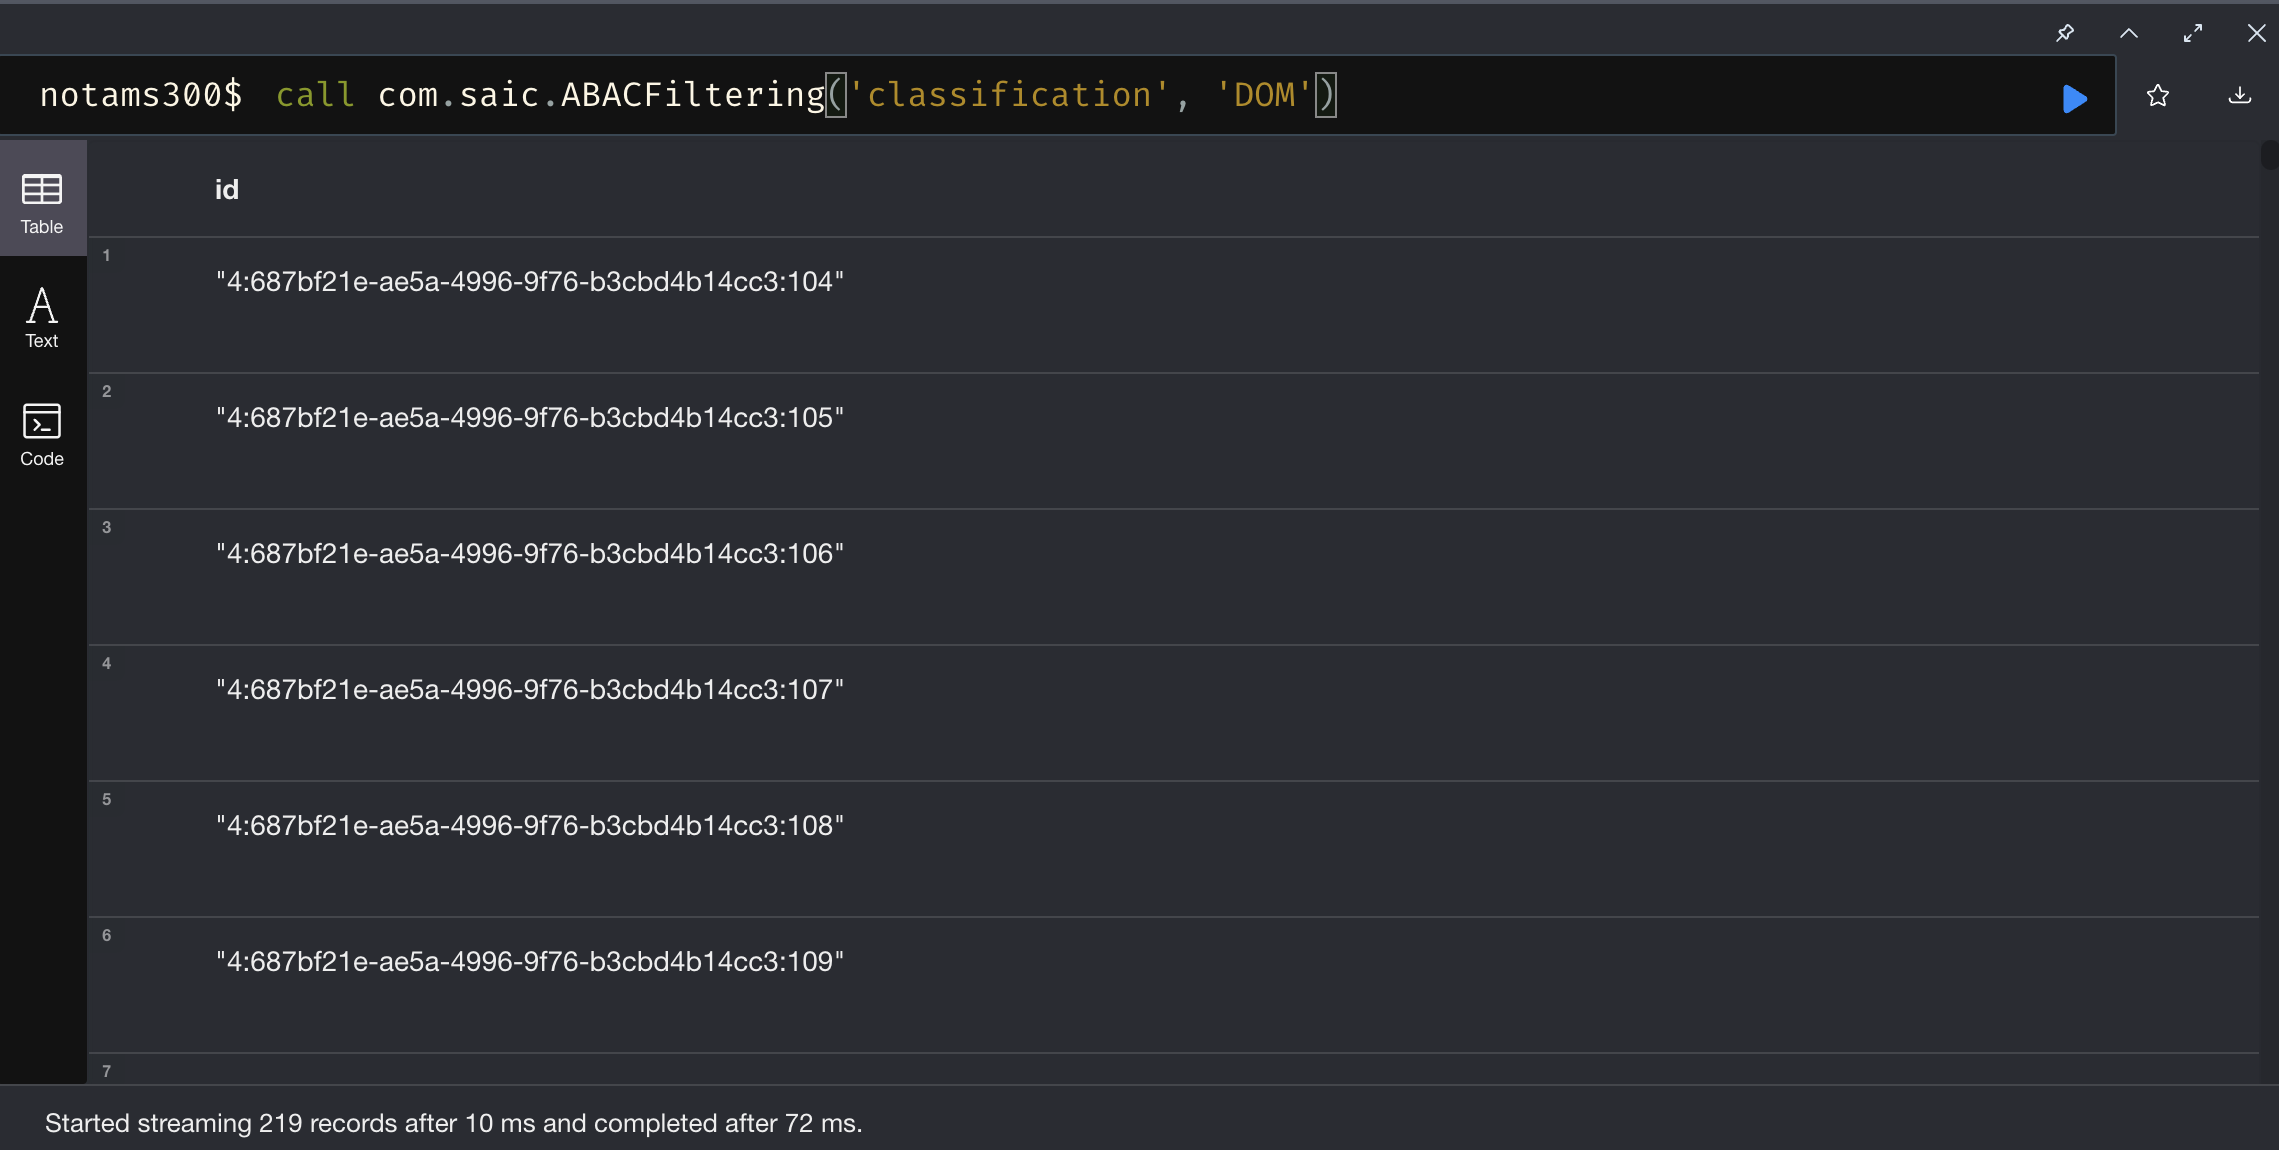 notams300$ call com.saic.ABACFiltering('classification', 'DOM')
Table
Text
Code
id
1
"4:687bf21e-ae5a-4996-9f76-b3cbd4b14cc3:104"
2
"4:687bf21e-ae5a-4996-9f76-b3cbd4b14cc3:105"
3
"4:687bf21e-ae5a-4996-9f76-b3cbd4b14cc3:106"
4
"4:687bf21e-ae5a-4996-9f76-b3cbd4b14cc3:107"
5
"4:687bf21e-ae5a-4996-9f76-b3cbd4b14cc3:108"
6
"4:687bf21e-ae5a-4996-9f76-b3cbd4b14cc3:109"
7
Started streaming 219 records after 10 ms and completed after 72 ms.